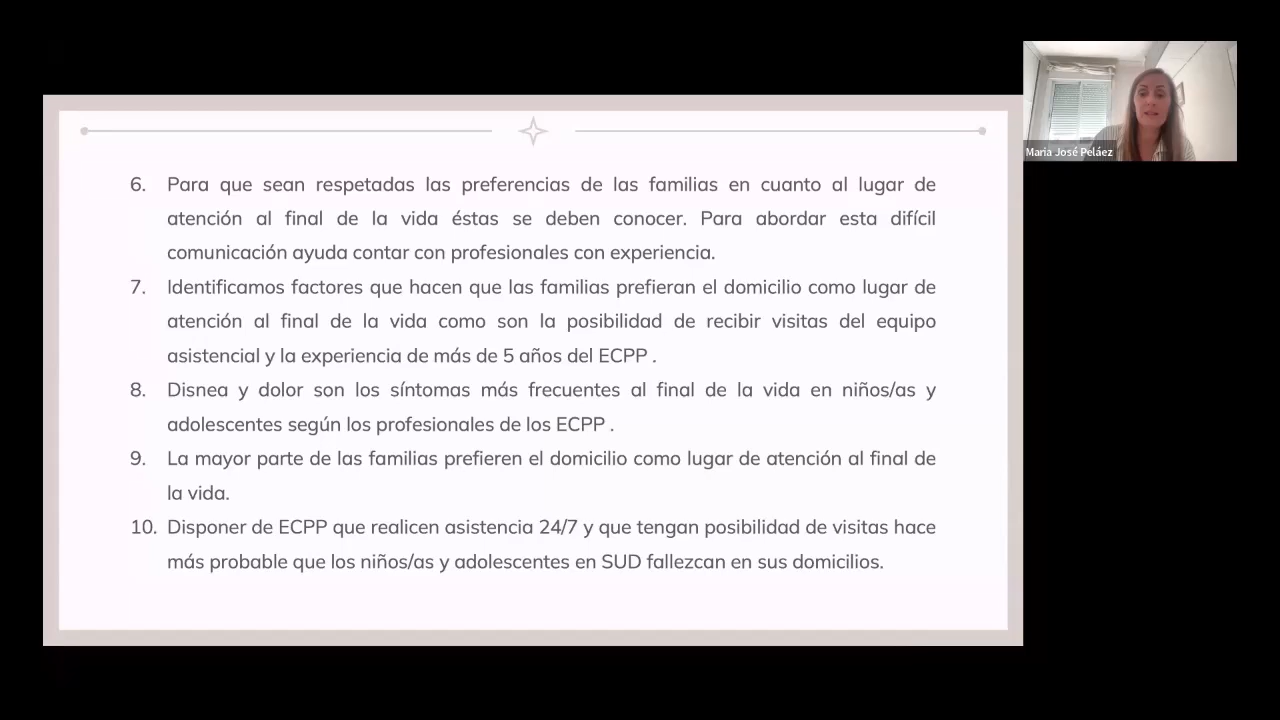 Maria José Peláez
6. Para que sean respetadas las preferencias de las familias en cuanto al lugar de
atención al final de la vida éstas se deben conocer. Para abordar esta difícil
comunicación ayuda contar con profesionales con experiencia.
7. Identificamos factores que hacen que las familias prefieran el domicilio como lugar de
atención al final de la vida como son la posibilidad de recibir visitas del equipo
asistencial y la experiencia de más de 5 años del ECPP .
8. Disnea y dolor son los síntomas más frecuentes al final de la vida en niños/as y
adolescentes según los profesionales de los ECPP .
9. La mayor parte de las familias prefieren el domicilio como lugar de atención al final de
la vida.
10. Disponer de ECPP que realicen asistencia 24/7 y que tengan posibilidad de visitas hace
más probable que los niños/as y adolescentes en SUD fallezcan en sus domicilios.